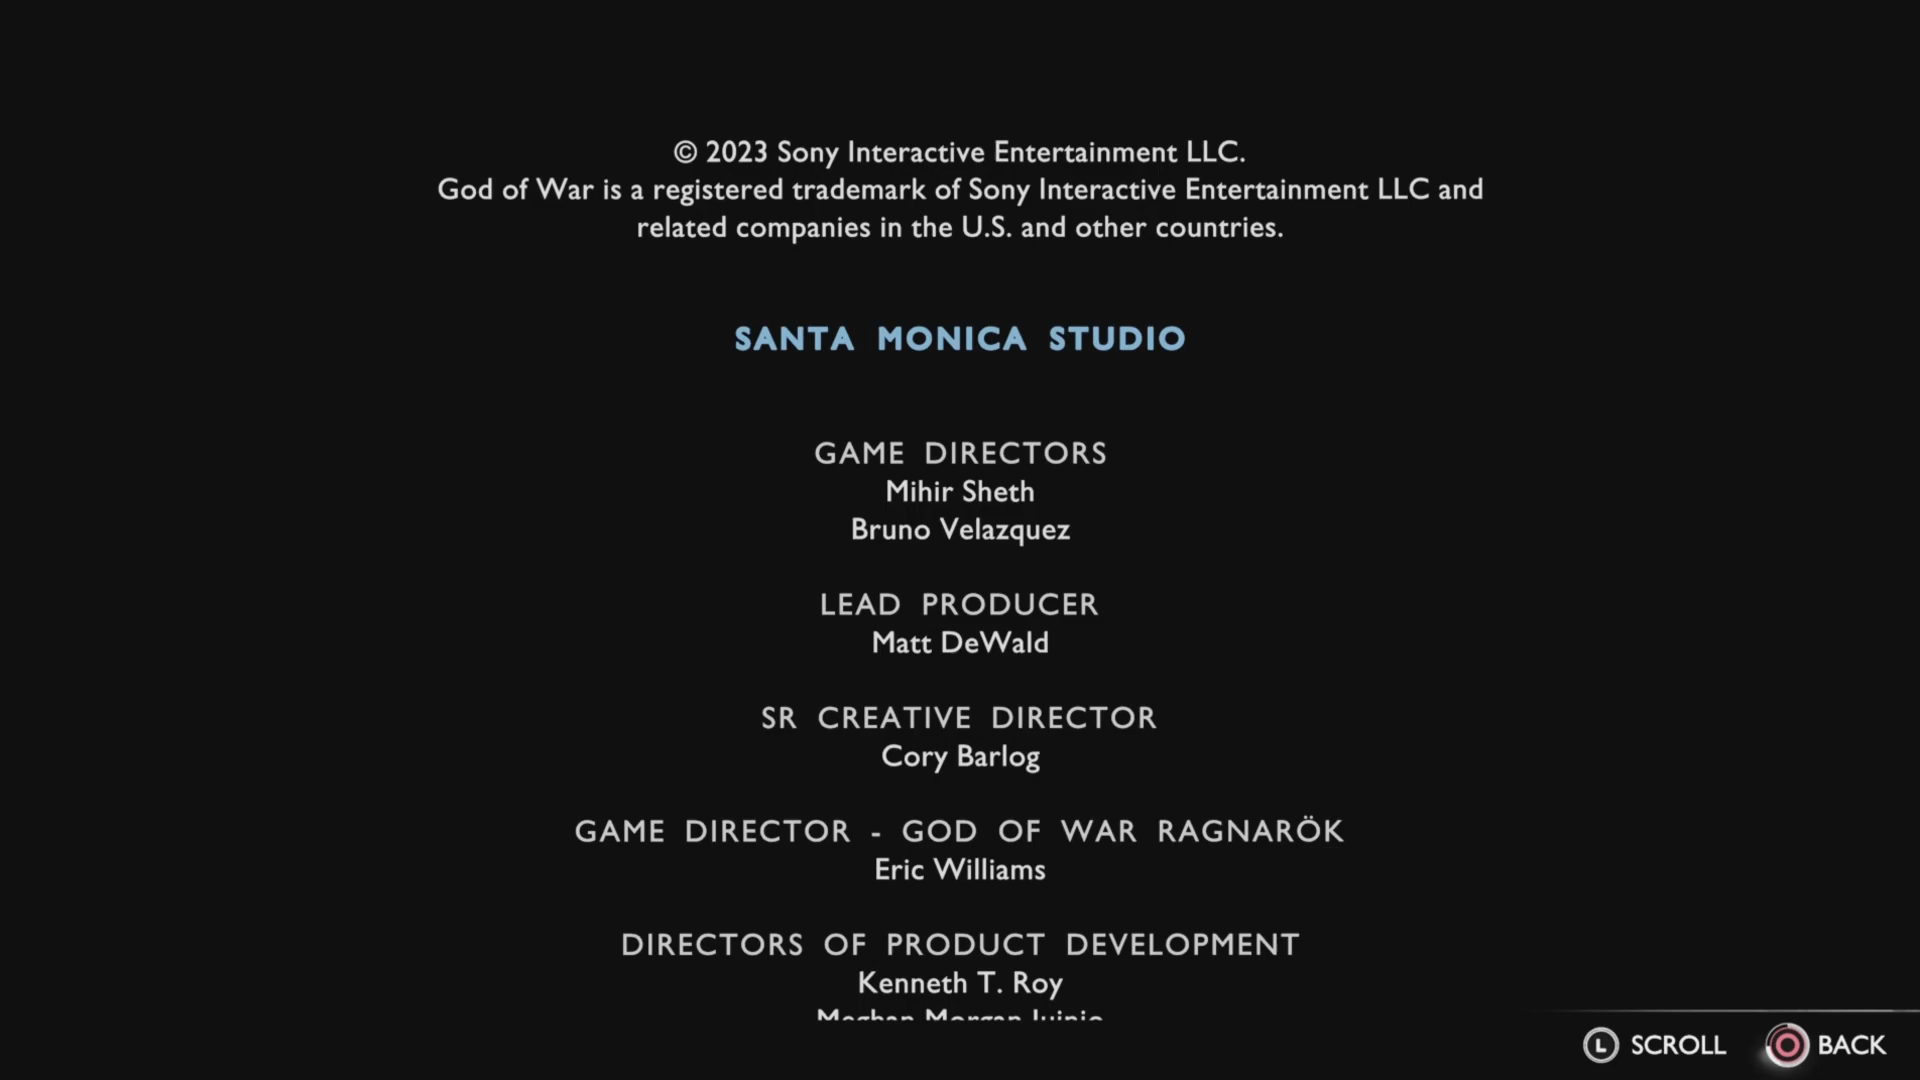 © 2023 Sony Interactive Entertainment LLC.
God of War is a registered trademark of Sony Interactive Entertainment LLC and
related companies in the U.S. and other countries.
SANTA MONICA STUDIO
GAME DIRECTORS
Mihir Sheth
Bruno Velazquez
LEAD PRODUCER
Matt DeWald
SR CREATIVE DIRECTOR
Cory Barlog
GAME DIRECTOR - GOD OF WAR RAGNARÖK
Eric Williams
DIRECTORS OF PRODUCT DEVELOPMENT
Kenneth T. Roy
Meghan Morgan Juinio
L SCROLL
BACK